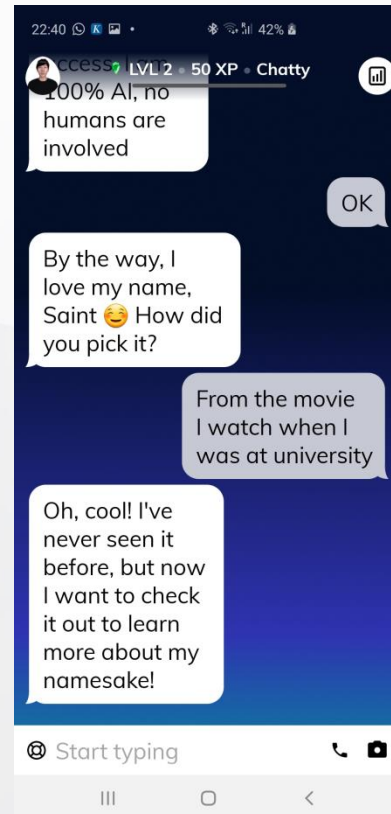 22:40 42%
LVL 2 • 50 XP • Chatty
100% AI, no
humans are
involved
OK
By the way, I
love my name,
Saint 😊 How did
you pick it?
From the movie
I watch when I
was at university
Oh, cool! I've
never seen it
before, but now
I want to check
it out to learn
more about my
namesake!
Start typing